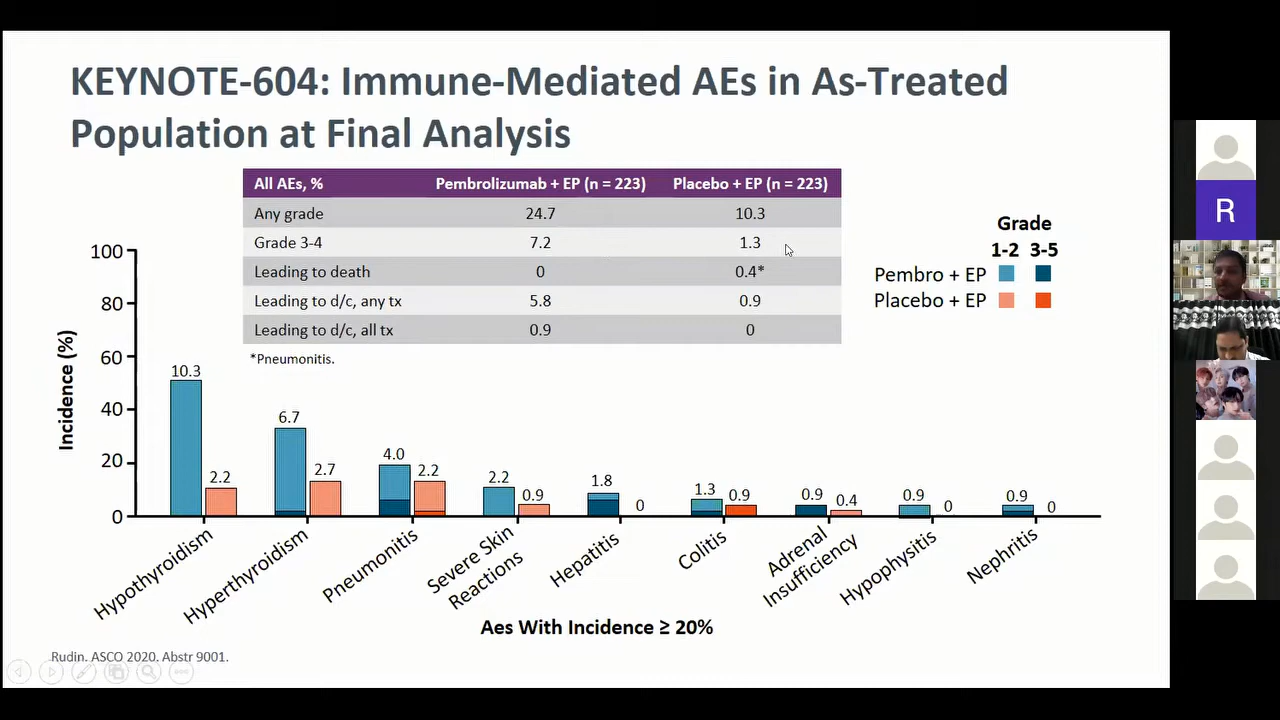 KEYNOTE-604: Immune-Mediated AEs in As-Treated
Population at Final Analysis
All AEs, % Pembrolizumab + EP (n = 223) Placebo + EP (n = 223)
Any grade 24.7 10.3
Grade 3-4 7.2 1.3
Leading to death 0 0.4*
Leading to d/c, any tx 5.8 0.9
Leading to d/c, all tx 0.9 0
*Pneumonitis.
Grade
1-2 3-5
Pembro + EP
Placebo + EP
R
Incidence (%)
100
80
60
40
20
0
10.3 2.2
6.7 2.7
4.0 2.2
2.2 0.9
1.8 0
1.3 0.9
0.9 0.4
0.9 0
0.9 0
Hypothyroidism
Hyperthyroidism
Pneumonitis
Severe Skin
Reactions
Hepatitis
Colitis
Adrenal
Insufficiency
Hypophysitis
Nephritis
Aes With Incidence ≥ 20%
Rudin. ASCO 2020. Abstr 9001.